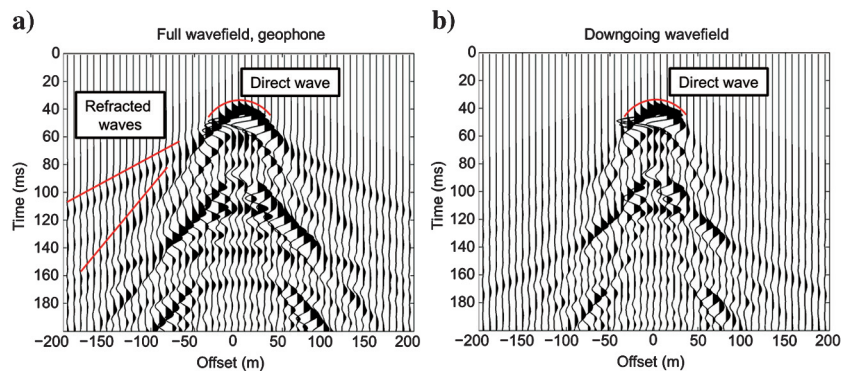 a)
Full wavefield, geophone
Direct wave
Refracted
waves
Time (ms)
0
20
40
60
80
100
120
140
160
180
−200 −150 −100 −50 0 50 100 150 200
Offset (m)
b)
Downgoing wavefield
Direct wave
Time (ms)
0
20
40
60
80
100
120
140
160
180
−200 −150 −100 −50 0 50 100 150 200
Offset (m)